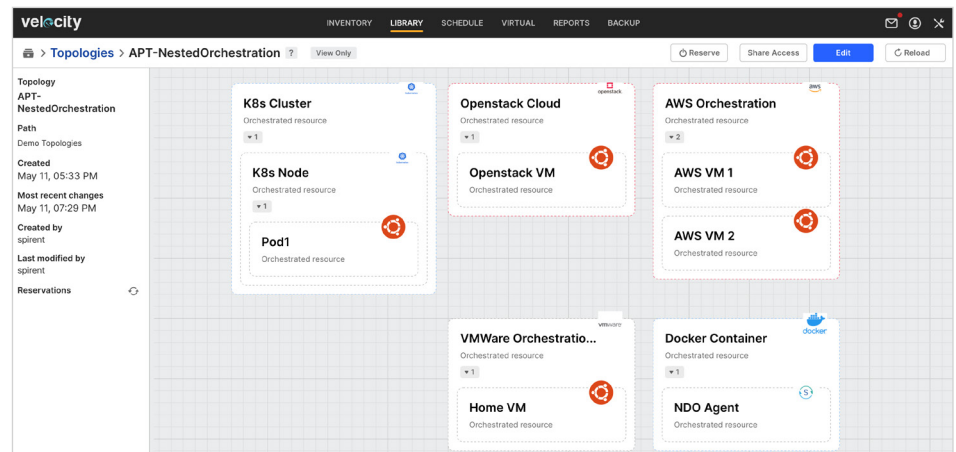 velocity
INVENTORY LIBRARY SCHEDULE VIRTUAL REPORTS BACKUP
> Topologies > APT-NestedOrchestration ? View Only
Reserve Share Access Edit Reload
Topology
APT-
NestedOrchestration
Path
Demo Topologies
Created
May 11, 05:33 PM
Most recent changes
May 11, 07:29 PM
Created by
spirent
Last modified by
spirent
Reservations
K8s Cluster
Orchestrated resource
1
K8s Node
Orchestrated resource
1
Pod1
Orchestrated resource
openstack
Openstack Cloud
Orchestrated resource
1
Openstack VM
Orchestrated resource
aws
AWS Orchestration
Orchestrated resource
2
AWS VM 1
Orchestrated resource
AWS VM 2
Orchestrated resource
vmware
VMWare Orchestratio...
Orchestrated resource
1
Home VM
Orchestrated resource
docker
Docker Container
Orchestrated resource
1
S
NDO Agent
Orchestrated resource